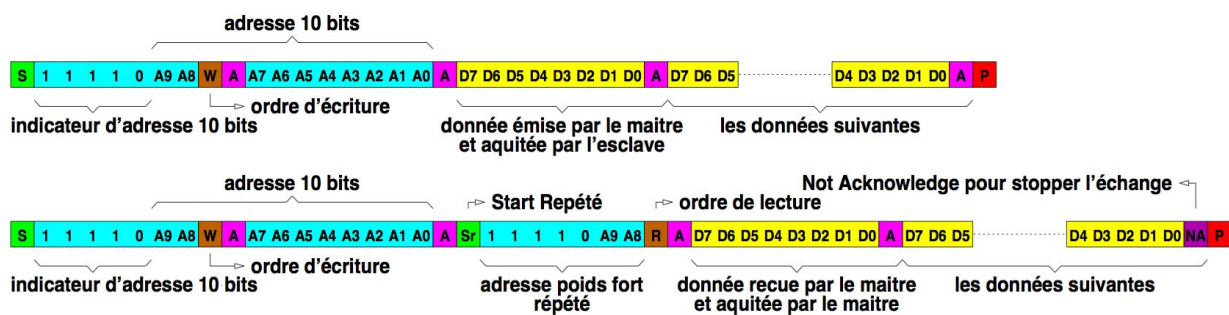 adresse 10 bits
S 1 1 1 1 0 A9 A8 W A A7 A6 A5 A4 A3 A2 A1 A0 A D7 D6 D5 D4 D3 D2 D1 D0 A D7 D6 D5 D4 D3 D2 D1 D0 A P
ordre d'écriture
indicateur d'adresse 10 bits
donnée émise par le maitre
et aquitée par l'esclave
les données suivantes
adresse 10 bits
Start Repété
ordre de lecture
Not Acknowledge pour stopper l'échange
S 1 1 1 1 0 A9 A8 W A A7 A6 A5 A4 A3 A2 A1 A0 A Sr 1 1 1 1 0 A9 A8 R A D7 D6 D5 D4 D3 D2 D1 D0 A D7 D6 D5 D4 D3 D2 D1 D0 NA P
ordre d'écriture
indicateur d'adresse 10 bits
adresse poids fort
répété
donnée recue par le maitre
et aquitée par le maitre
les données suivantes